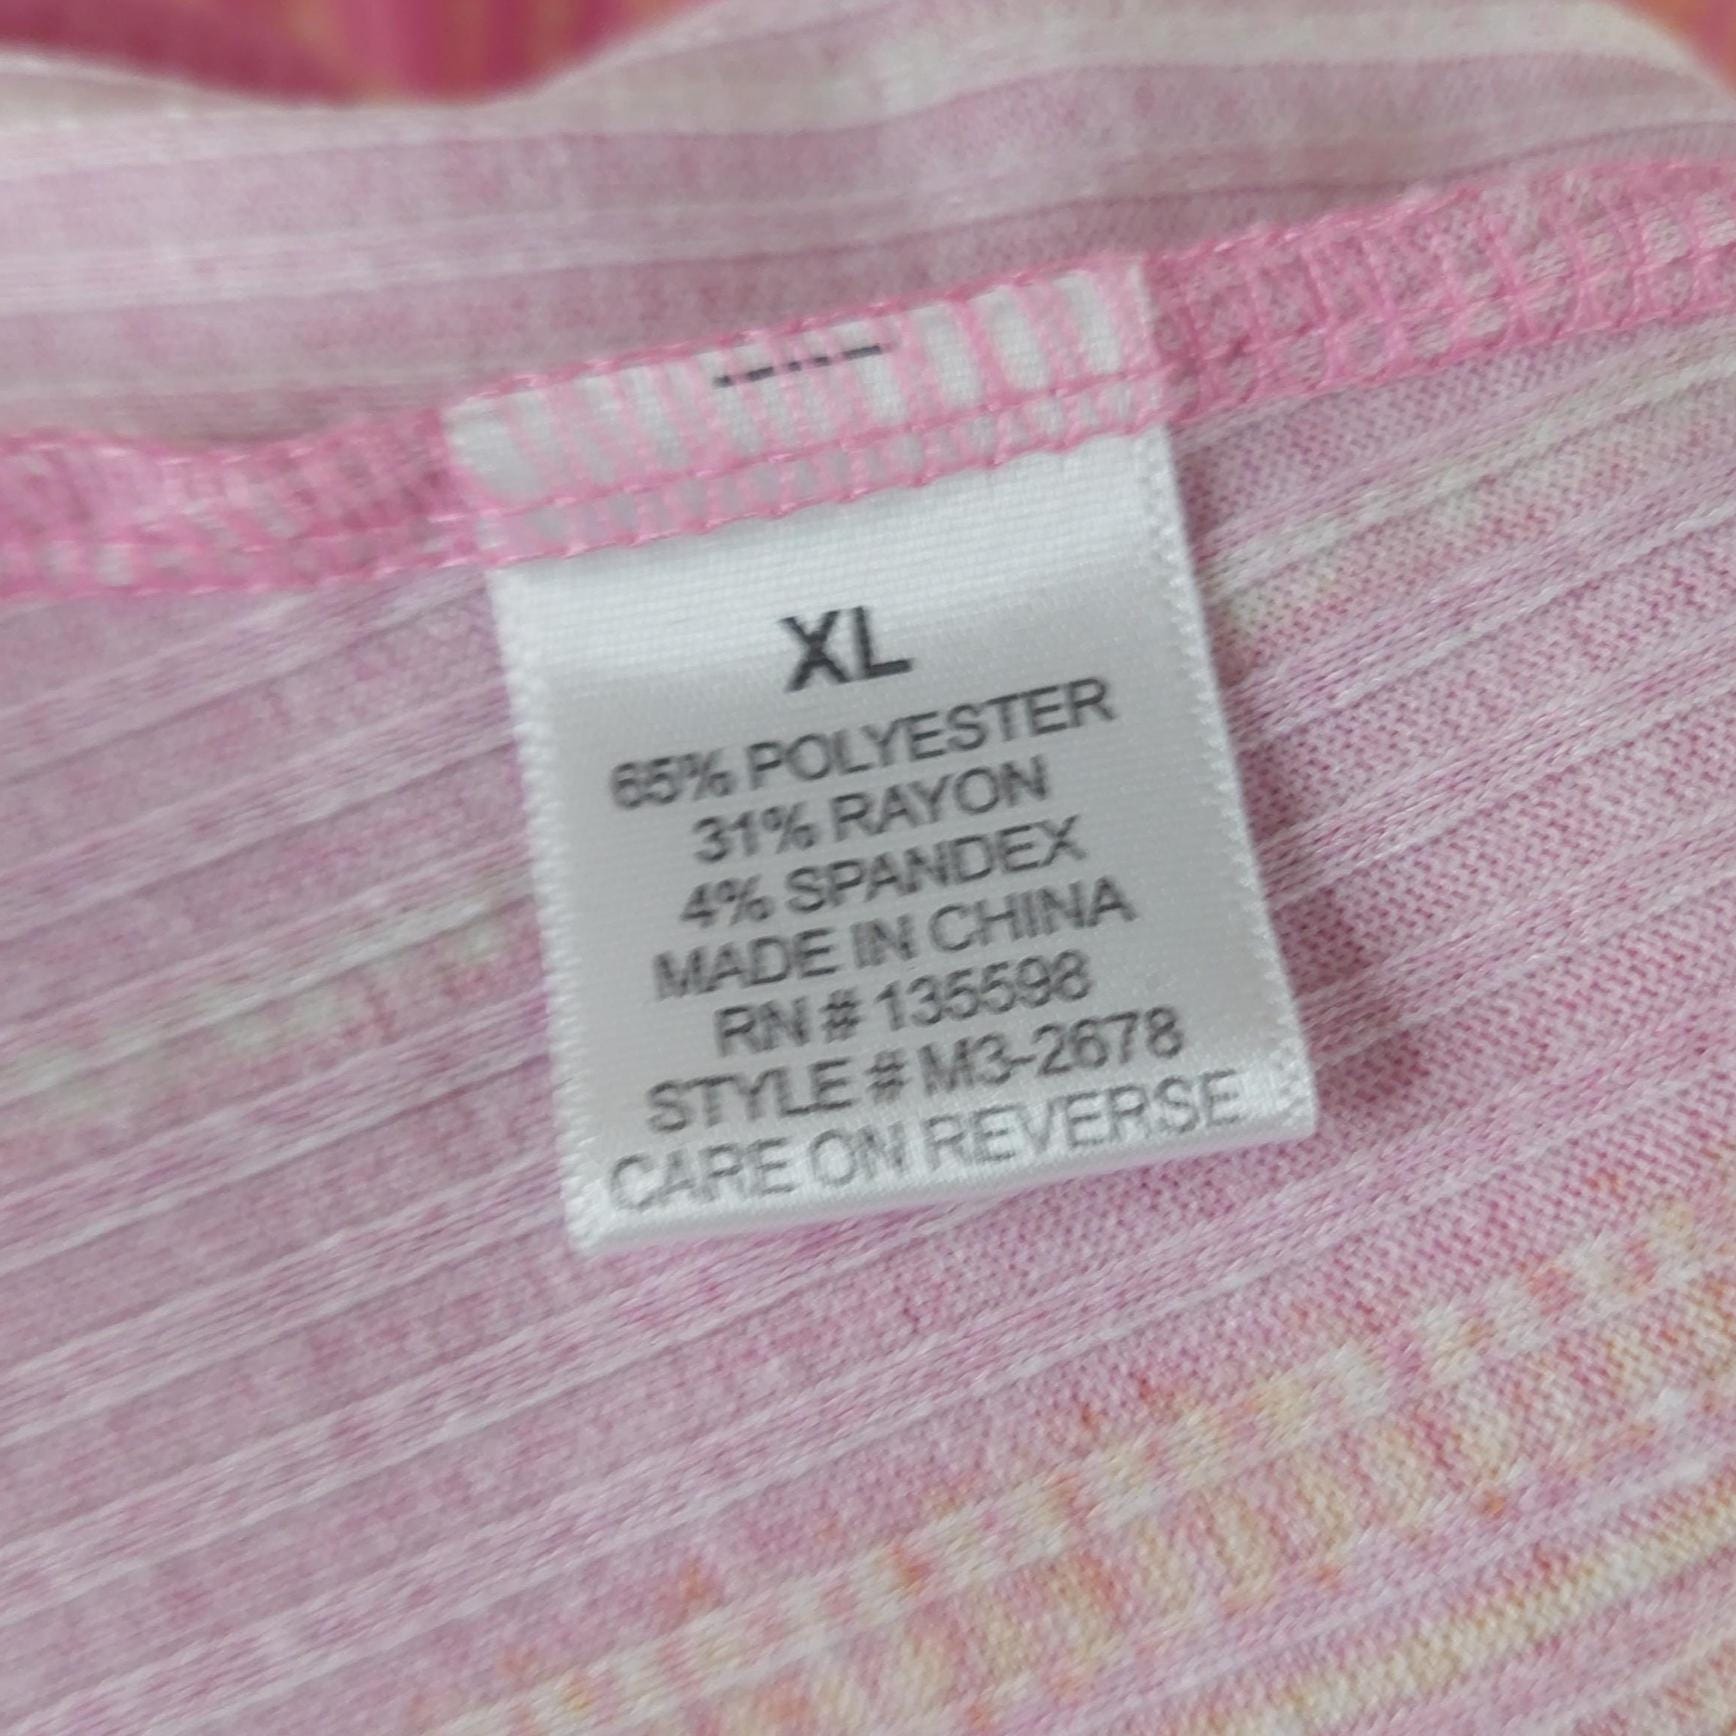 XL
65% POLYESTER
31% RAYON
4% SPANDEX
MADE IN CHINA
RN # 135598
STYLE # M3-2678
CARE ON REVERSE